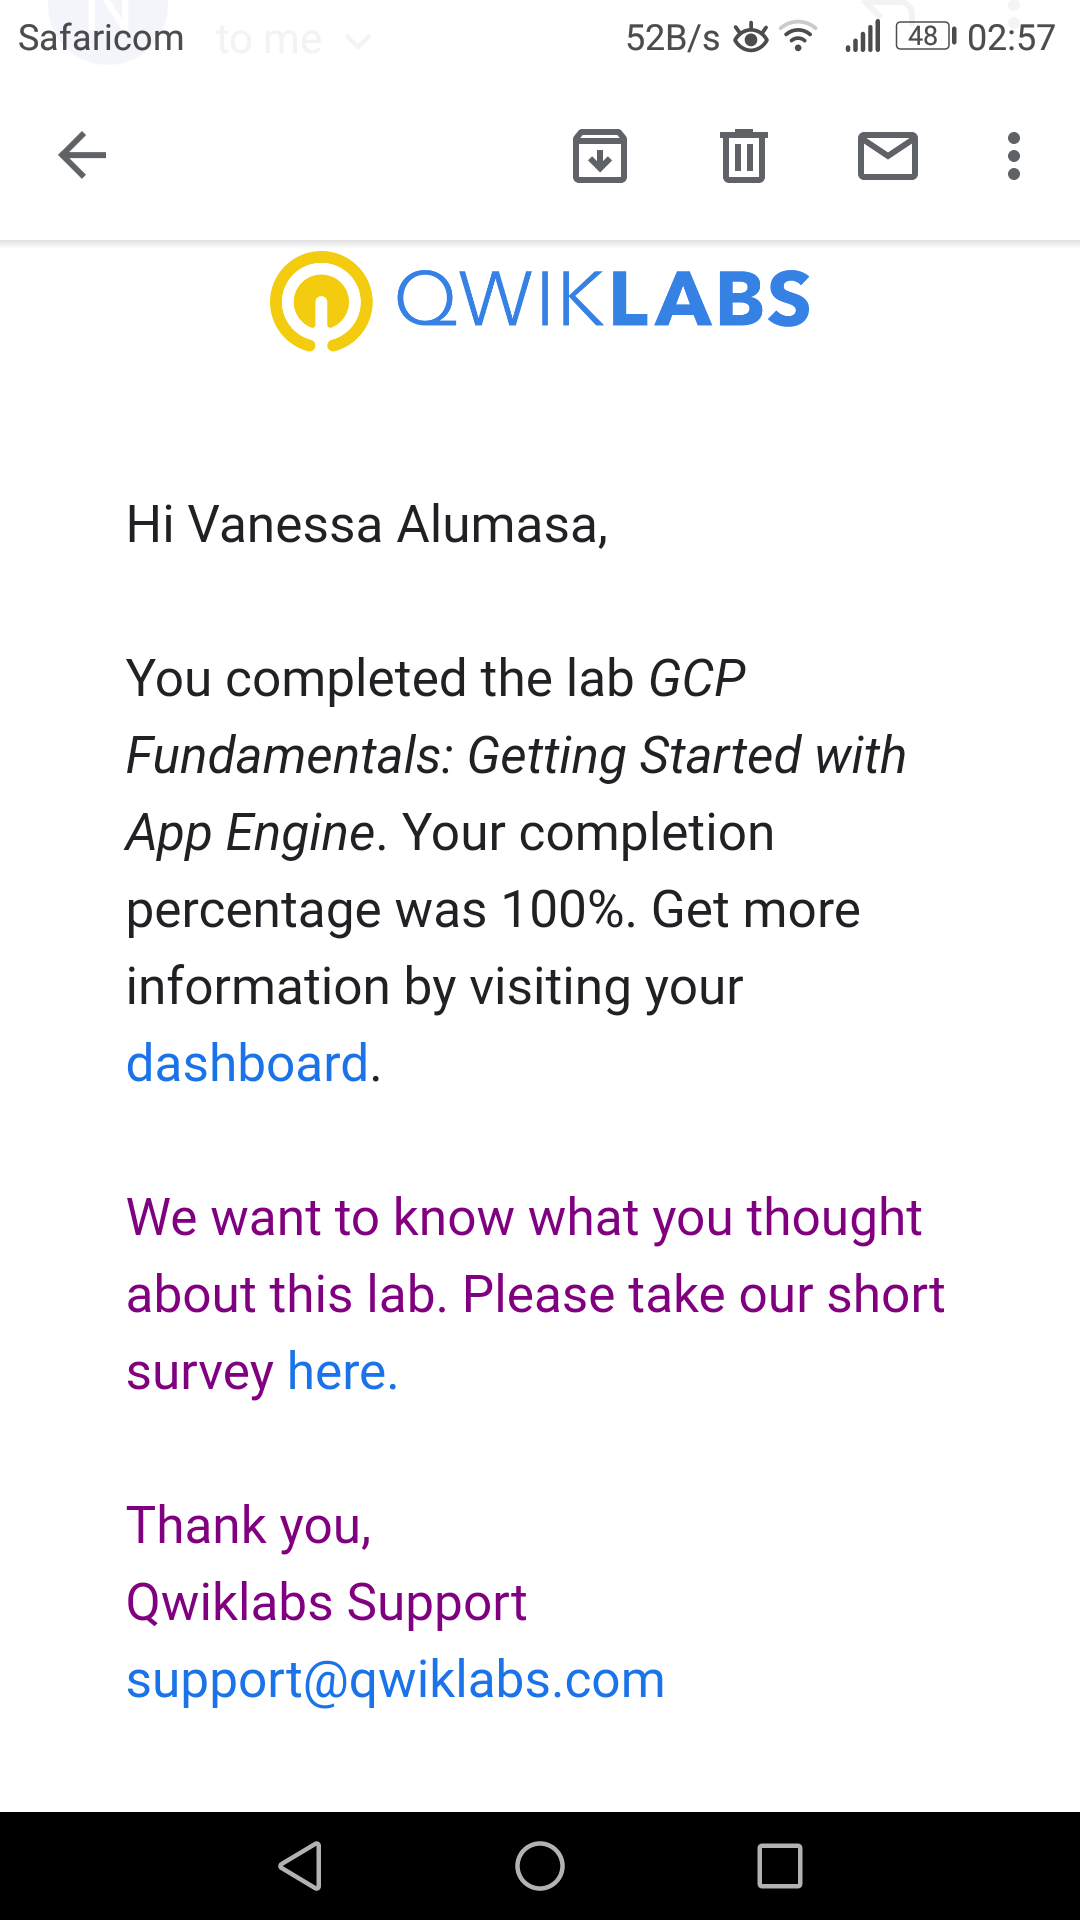 Safaricom to me 52B/s 48 02:57
QWIKLABS
Hi Vanessa Alumasa,
You completed the lab GCP
Fundamentals: Getting Started with
App Engine. Your completion
percentage was 100%. Get more
information by visiting your
dashboard.
We want to know what you thought
about this lab. Please take our short
survey here.
Thank you,
Qwiklabs Support
support@qwiklabs.com